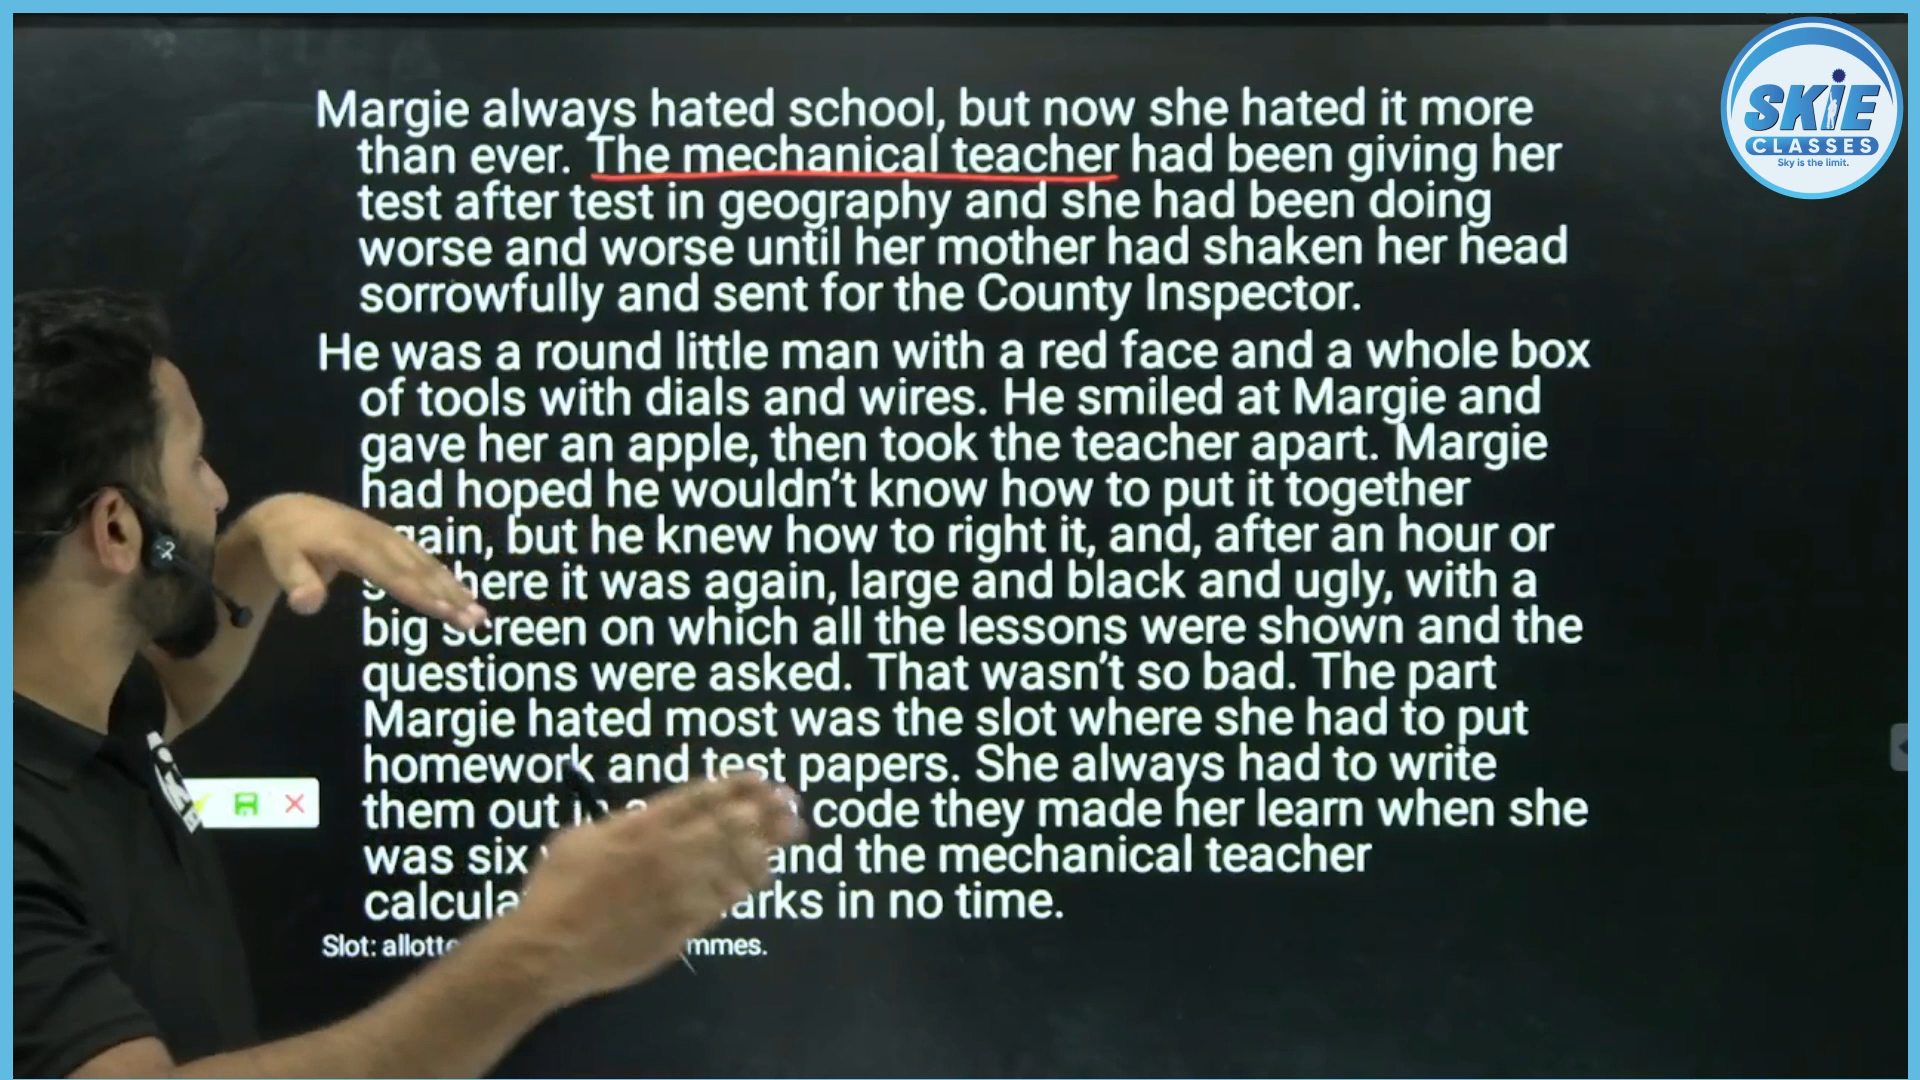 Margie always hated school, but now she hated it more
than ever. The mechanical teacher had been giving her
test after test in geography and she had been doing
worse and worse until her mother had shaken her head
sorrowfully and sent for the County Inspector.
He was a round little man with a red face and a whole box
of tools with dials and wires. He smiled at Margie and
gave her an apple, then took the teacher apart. Margie
had hoped he wouldn't know how to put it together
but he knew how to right it, and, after an hour or
it was again, large and black and ugly, with a
big screen on which all the lessons were shown and the
questions were asked. That wasn't so bad. The part
Margie hated most was the slot where she had to put
homework and test papers. She always had to write
them out code they made her learn when she
was six and the mechanical teacher
in no time.
Slot:
SKIE
CLASSES
Sky is the limit.